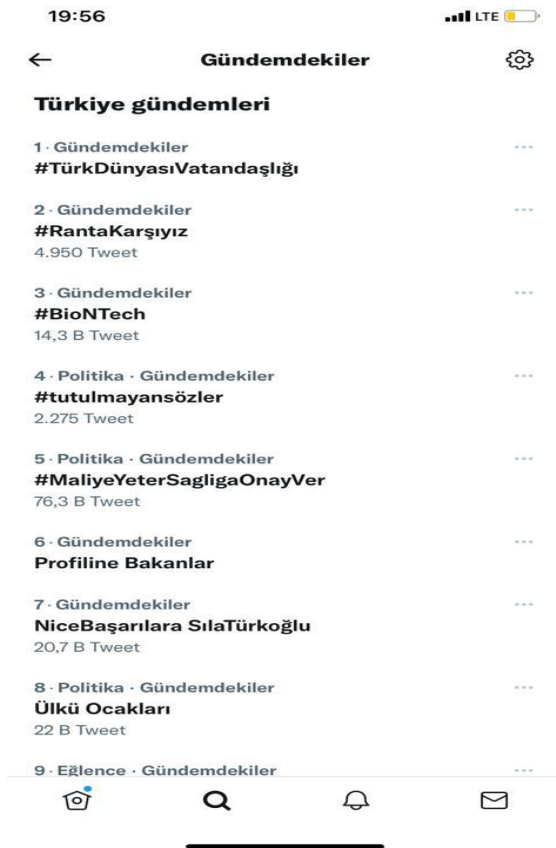 19:56
LTE
Gündemdekiler
Türkiye gündemleri
1 · Gündemdekiler
#TürkDünyasıVatandaşlığı
2 · Gündemdekiler
#RantaKarşıyız
4.950 Tweet
3 · Gündemdekiler
#BioNTech
14,3 B Tweet
4 · Politika · Gündemdekiler
#tutulmayansözler
2.275 Tweet
5 · Politika · Gündemdekiler
#MaliyeYeterSagligaOnayVer
76,3 B Tweet
6 · Gündemdekiler
Profiline Bakanlar
7 · Gündemdekiler
NiceBaşarılara SılaTürkoğlu
20,7 B Tweet
8 · Politika · Gündemdekiler
Ülkü Ocakları
22 B Tweet
9 · Eğlence · Gündemdekiler